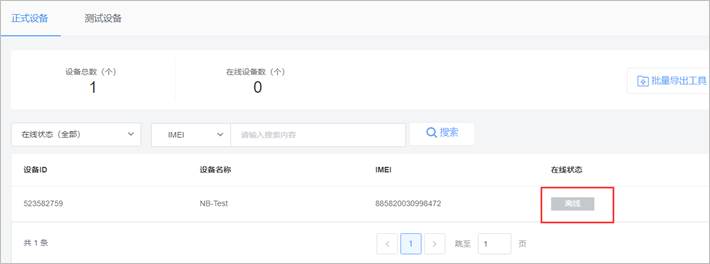 正式设备 测试设备
设备总数（个） 在线设备数（个）
1 0
批量导出工具
在线状态（全部） IMEI 请输入搜索内容 搜索
设备ID 设备名称 IMEI 在线状态
523582759 NB-Test 885820030998472 离线
共 1 条 < 1 > 跳至 1 页